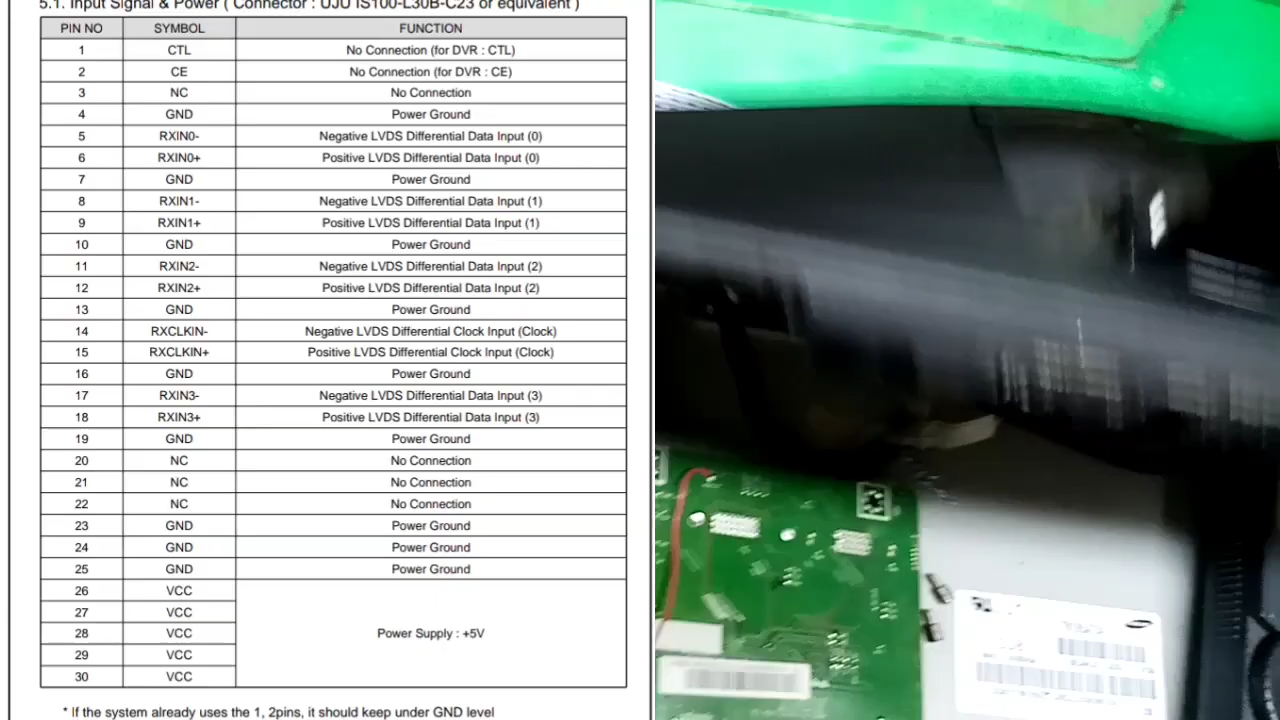 5.1. Input Signal & Power ( Connector : UJU IS100-L30B-C23 or equivalent )
PIN NO SYMBOL FUNCTION
1 CTL No Connection (for DVR : CTL)
2 CE No Connection (for DVR : CE)
3 NC No Connection
4 GND Power Ground
5 RXIN0- Negative LVDS Differential Data Input (0)
6 RXIN0+ Positive LVDS Differential Data Input (0)
7 GND Power Ground
8 RXIN1- Negative LVDS Differential Data Input (1)
9 RXIN1+ Positive LVDS Differential Data Input (1)
10 GND Power Ground
11 RXIN2- Negative LVDS Differential Data Input (2)
12 RXIN2+ Positive LVDS Differential Data Input (2)
13 GND Power Ground
14 RXCLKIN- Negative LVDS Differential Clock Input (Clock)
15 RXCLKIN+ Positive LVDS Differential Clock Input (Clock)
16 GND Power Ground
17 RXIN3- Negative LVDS Differential Data Input (3)
18 RXIN3+ Positive LVDS Differential Data Input (3)
19 GND Power Ground
20 NC No Connection
21 NC No Connection
22 NC No Connection
23 GND Power Ground
24 GND Power Ground
25 GND Power Ground
26 VCC
27 VCC
28 VCC Power Supply : +5V
29 VCC
30 VCC
* If the system already uses the 1, 2pins, it should keep under GND level